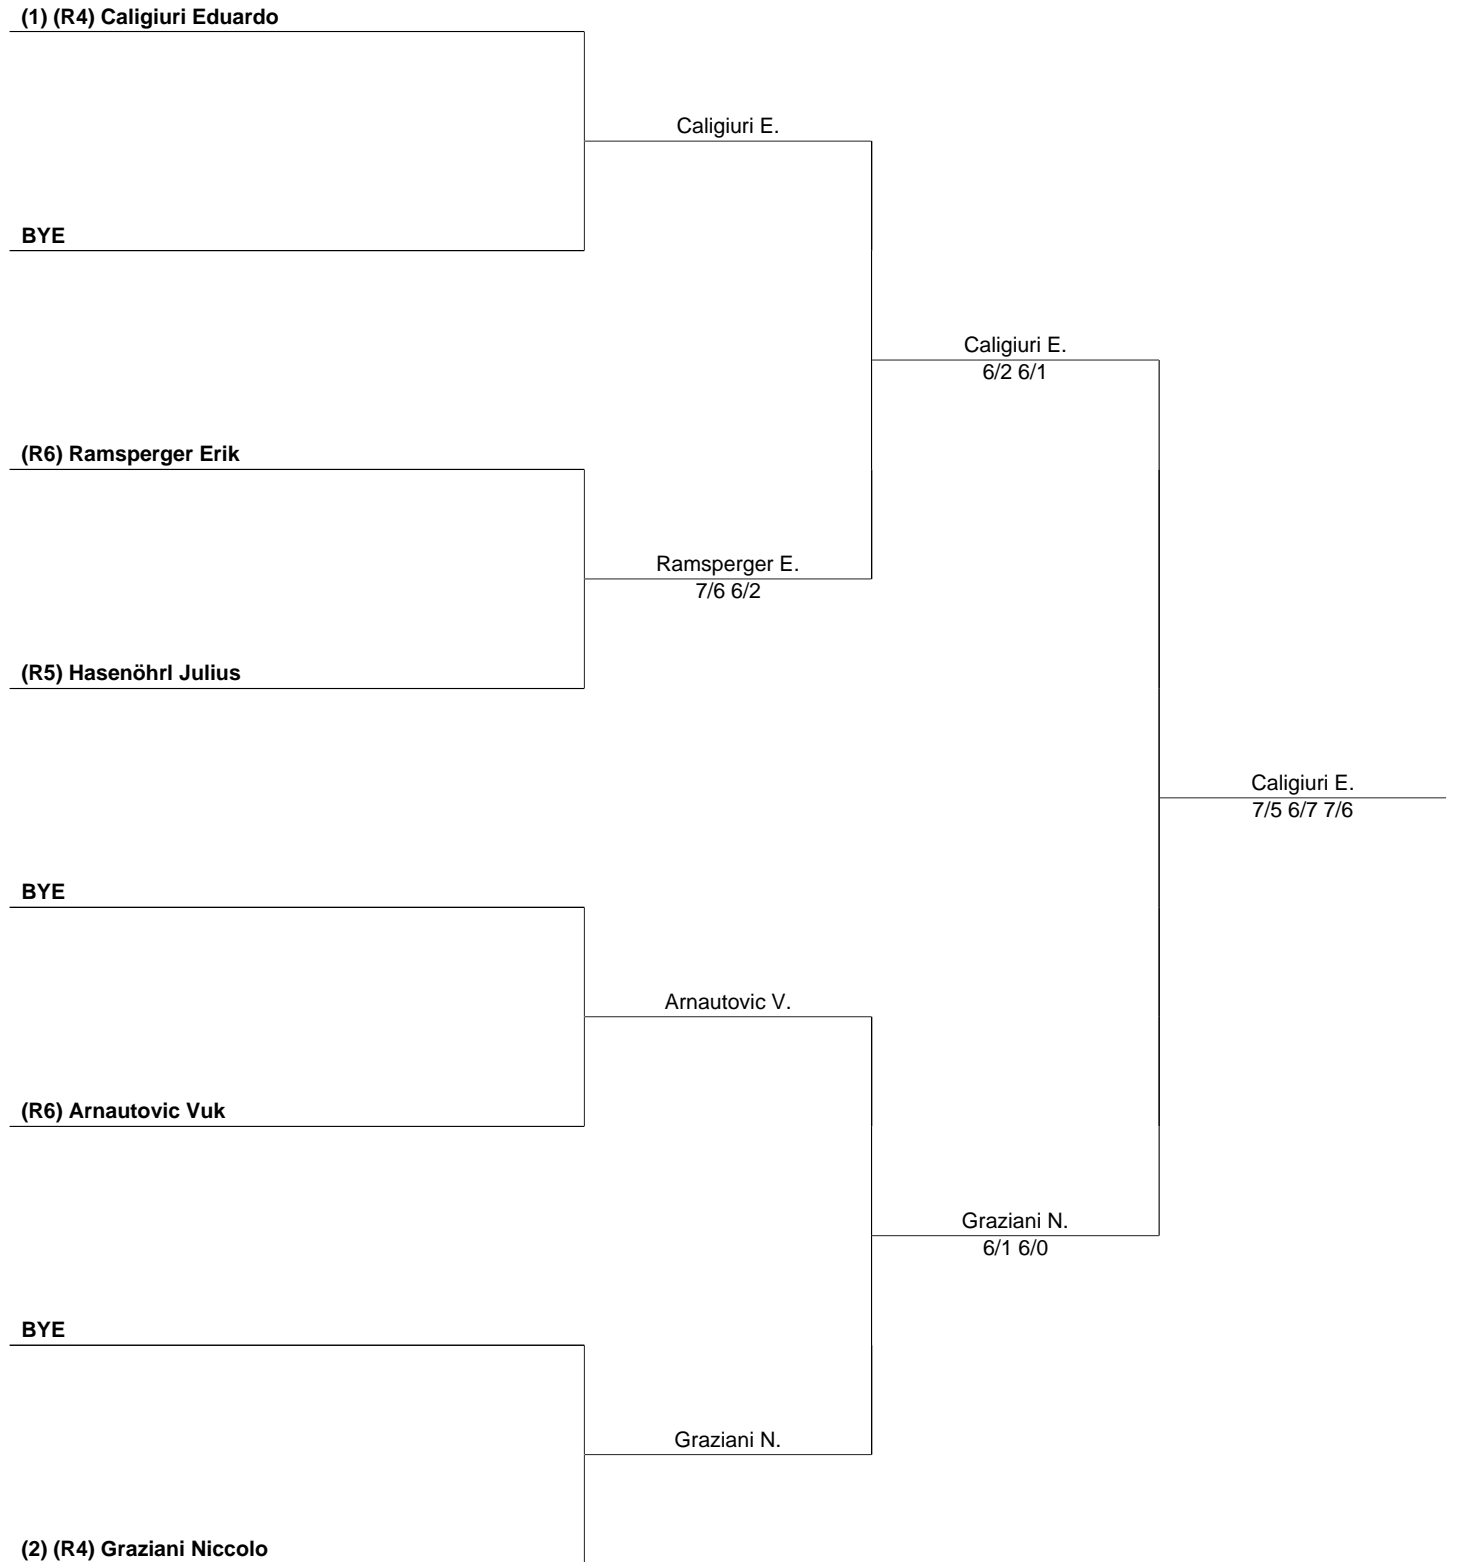 (1) (R4) Caligiuri Eduardo
Caligiuri E.
BYE
Caligiuri E.
6/2 6/1
(R6) Ramsperger Erik
Ramsperger E.
7/6 6/2
(R5) Hasenöhrl Julius
Caligiuri E.
7/5 6/7 7/6
BYE
Arnautovic V.
(R6) Arnautovic Vuk
Graziani N.
6/1 6/0
BYE
Graziani N.
(2) (R4) Graziani Niccolo